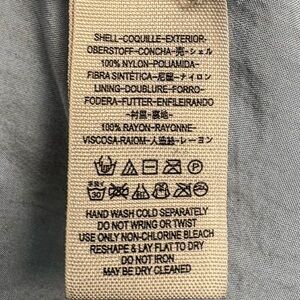 SHELL-COQUILLE-EXTERIOR-
OBERSTOFF-CONCHA-売-シェル
100% NYLON-POLIAMIDA-
FIBRA SINTÉTICA-尼龍-ナイロン
LINING-DOUBLURE-FORRO-
FODERA-FUTTER-ENFILEIRANDO
-衬里-裏地-
100% RAYON-RAYONNE-
VISCOSA-RAIOM-人造絲-レーヨン
30
HAND WASH COLD SEPARATELY
DO NOT WRING OR TWIST
USE ONLY NON-CHLORINE BLEACH
RESHAPE & LAY FLAT TO DRY
DO NOT IRON
MAY BE DRY CLEANED